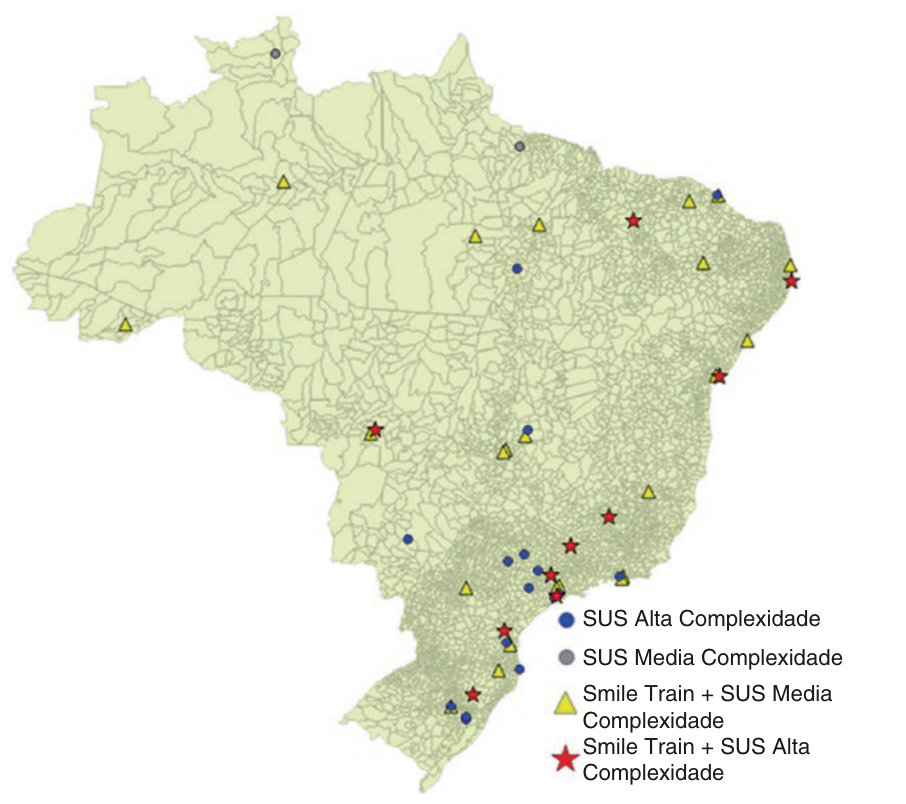 SUS Alta Complexidade
SUS Media Complexidade
Smile Train + SUS Media
Complexidade
Smile Train + SUS Alta
Complexidade